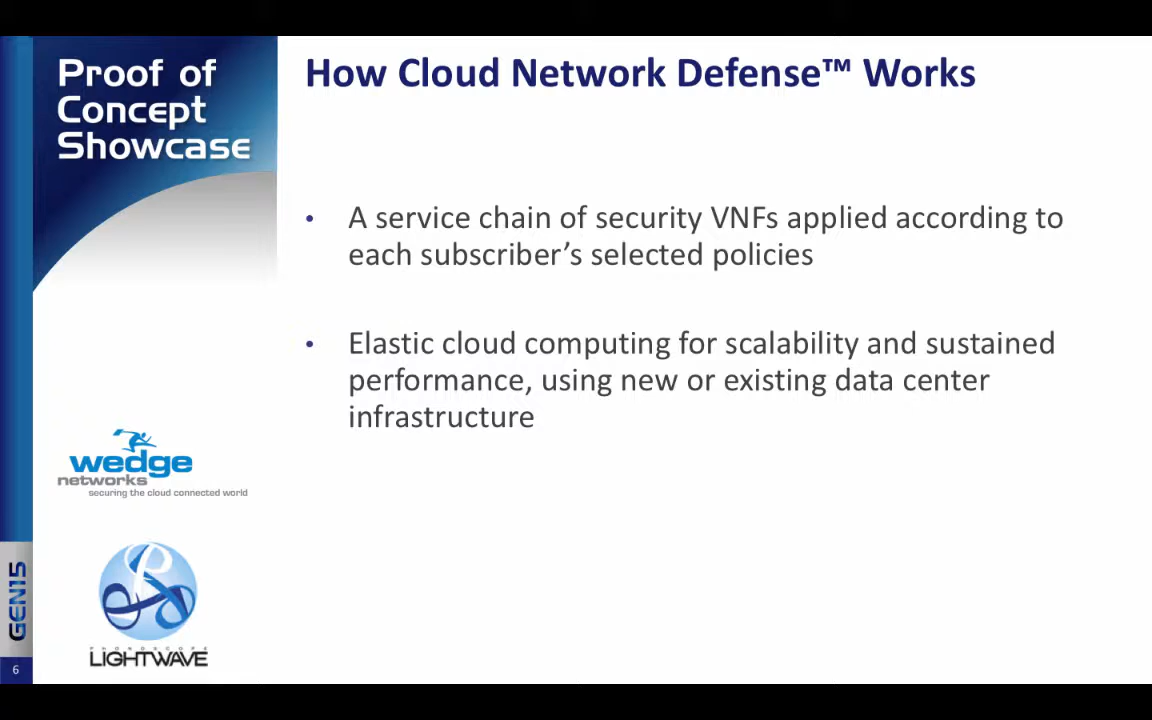 Proof of
Concept
Showcase
How Cloud Network Defense™ Works
• A service chain of security VNFs applied according to
each subscriber’s selected policies
• Elastic cloud computing for scalability and sustained
performance, using new or existing data center
infrastructure
wedge
networks
securing the cloud connected world
PHONOSCOPE
LIGHTWAVE
GEN15
6